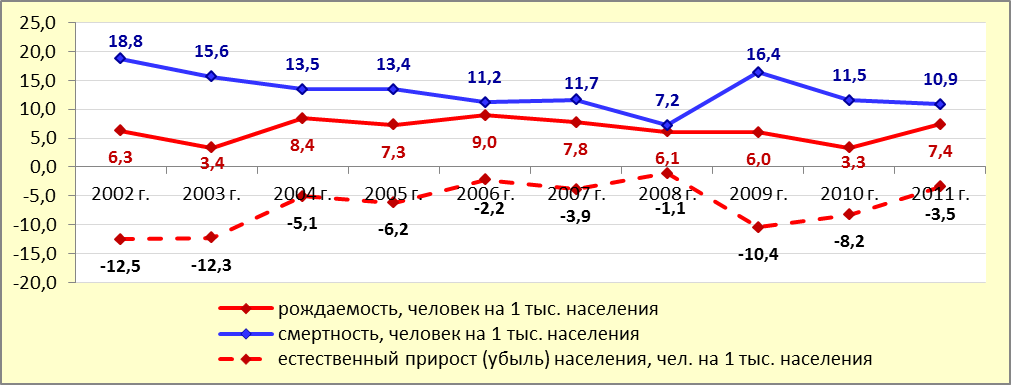 25,0
20,0
15,0
10,0
5,0
0,0
-5,0
-10,0
-15,0
-20,0
18,8 15,6 13,5 13,4 11,2 11,7 7,2 16,4 11,5 10,9
6,3 3,4 8,4 7,3 9,0 7,8 6,1 6,0 3,3 7,4
2002 г. 2003 г. 2004 г. 2005 г. 2006 г. 2007 г. 2008 г. 2009 г. 2010 г. 2011 г.
-12,5 -12,3 -5,1 -6,2 -2,2 -3,9 -1,1 -10,4 -8,2 -3,5
рождаемость, человек на 1 тыс. населения
смертность, человек на 1 тыс. населения
естественный прирост (убыль) населения, чел. на 1 тыс. населения